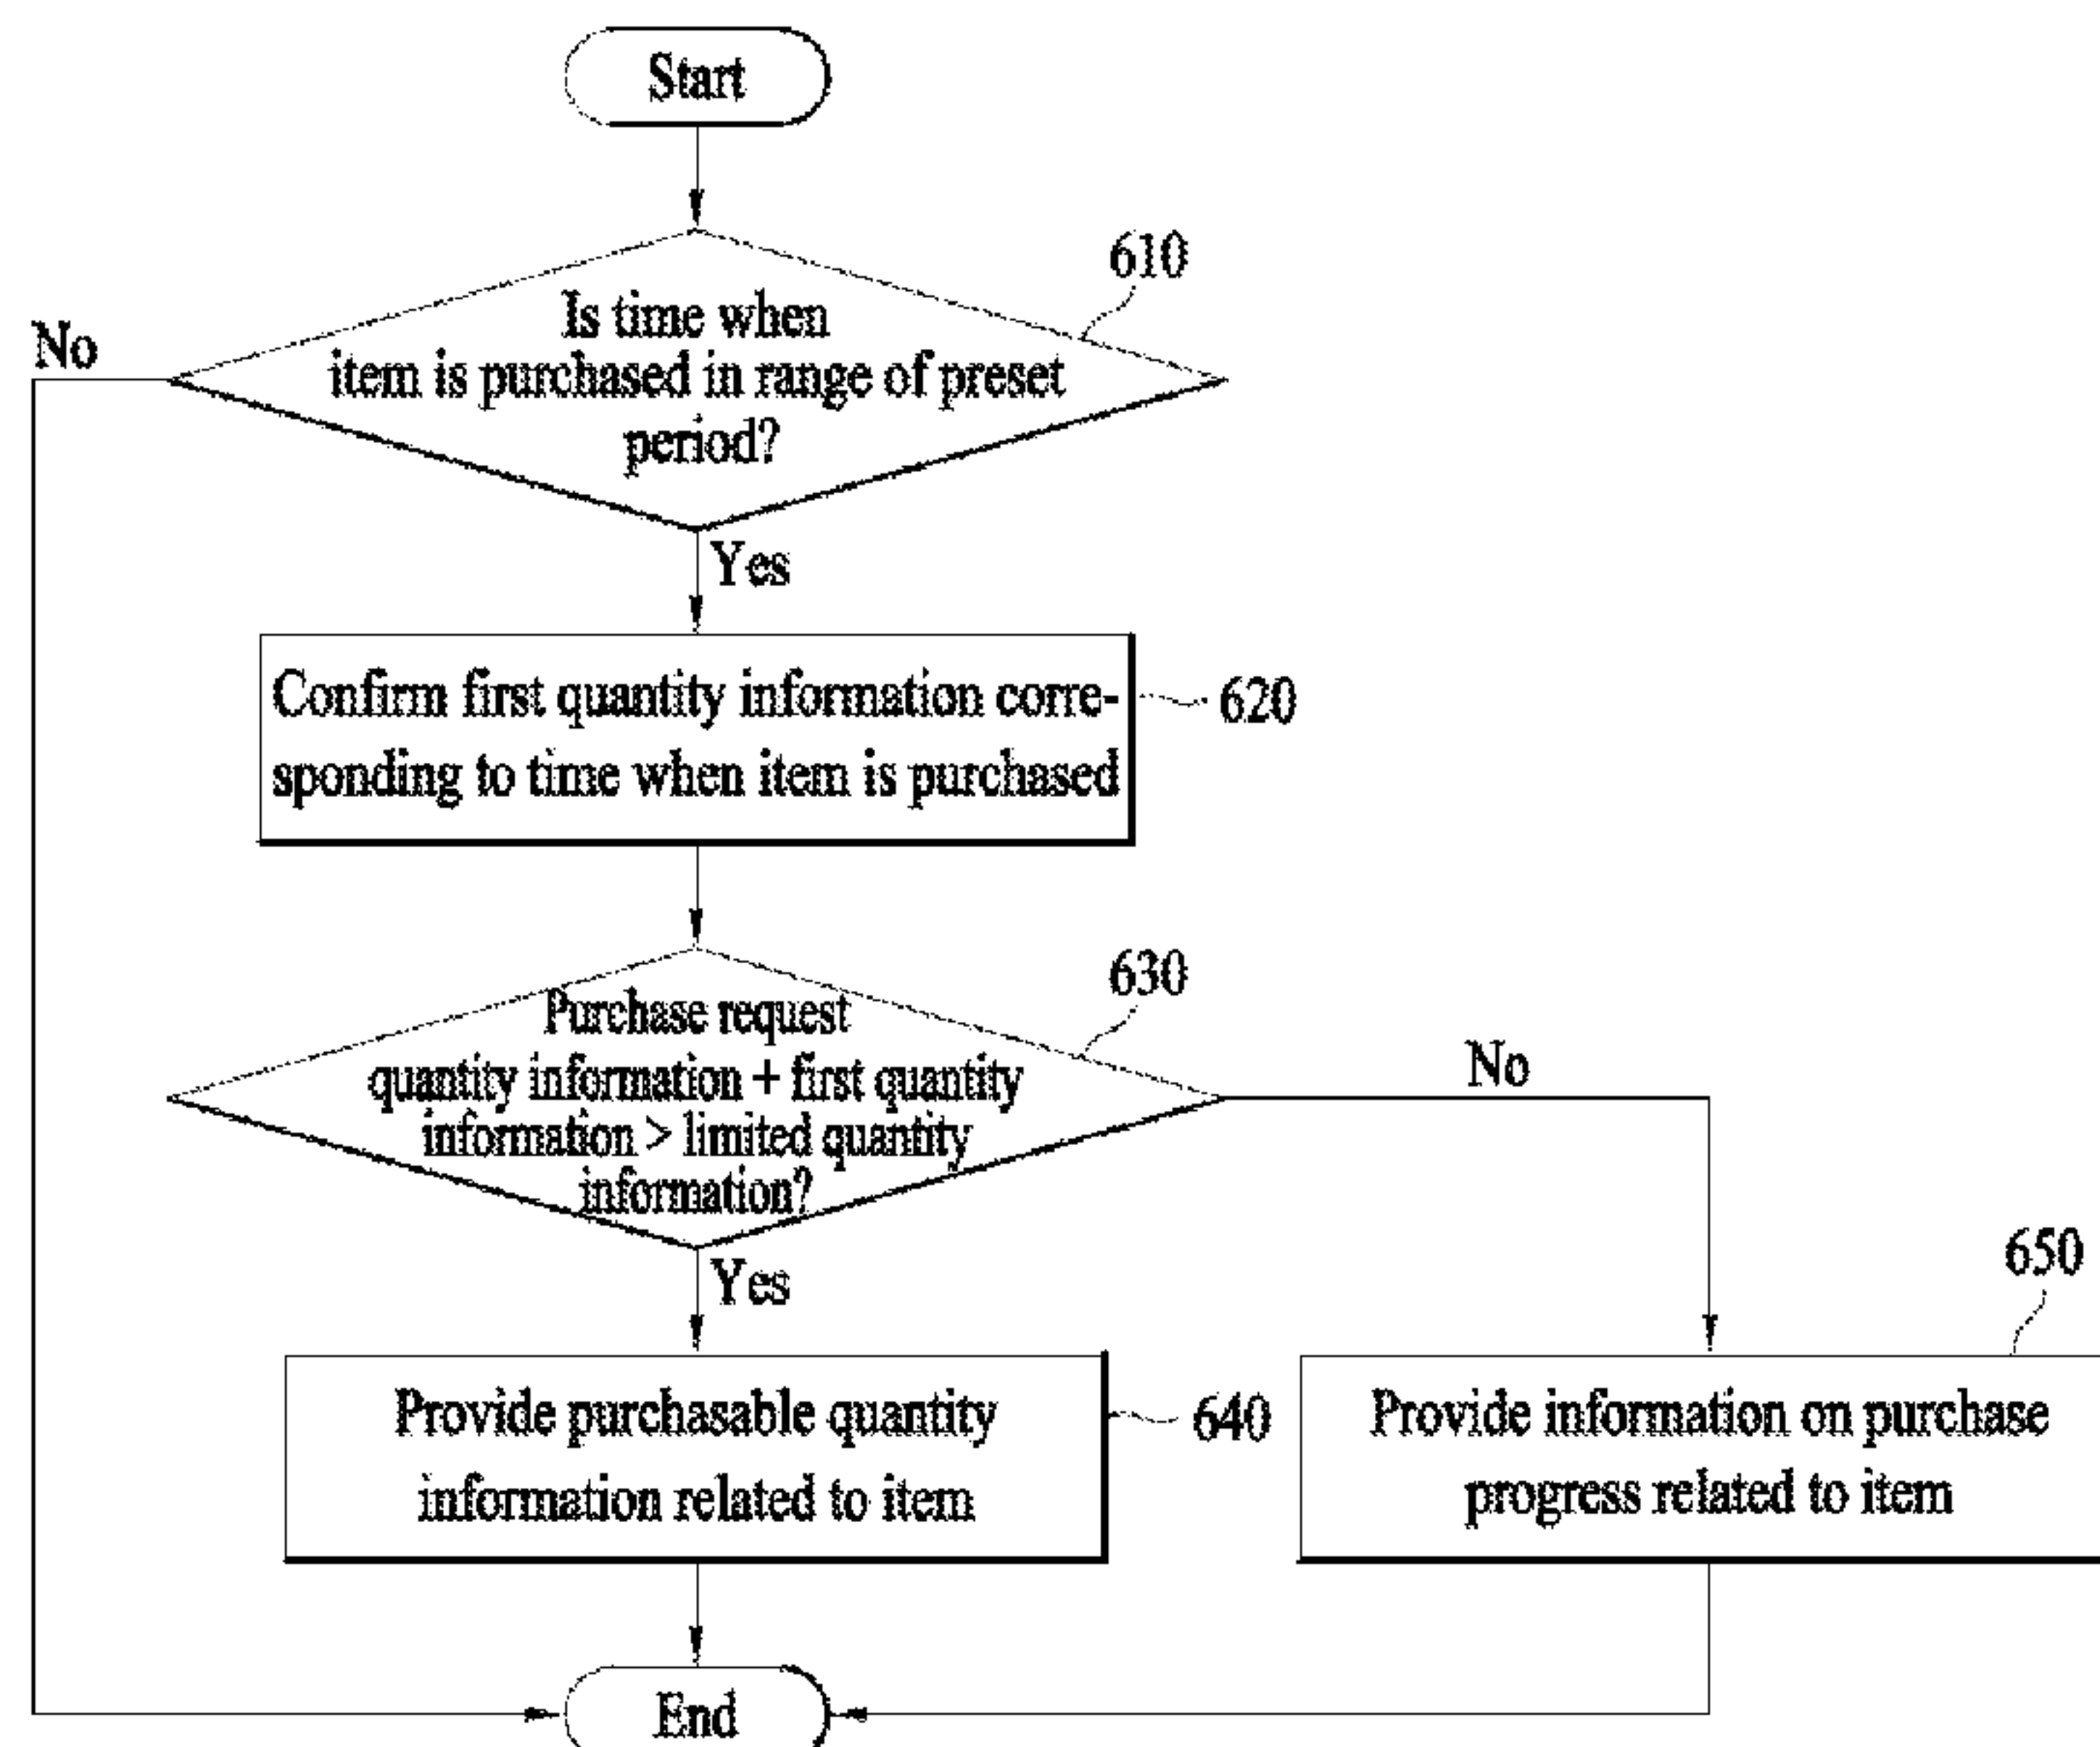 Start
610
Is time when
item is purchased in range of preset
period?
No
Yes
Confirm first quantity information corre-
sponding to time when item is purchased
620
630
Purchase request
quantity information + first quantity
information > limited quantity
information?
No
Yes
650
Provide purchasable quantity
information related to item
640
Provide information on purchase
progress related to item
End